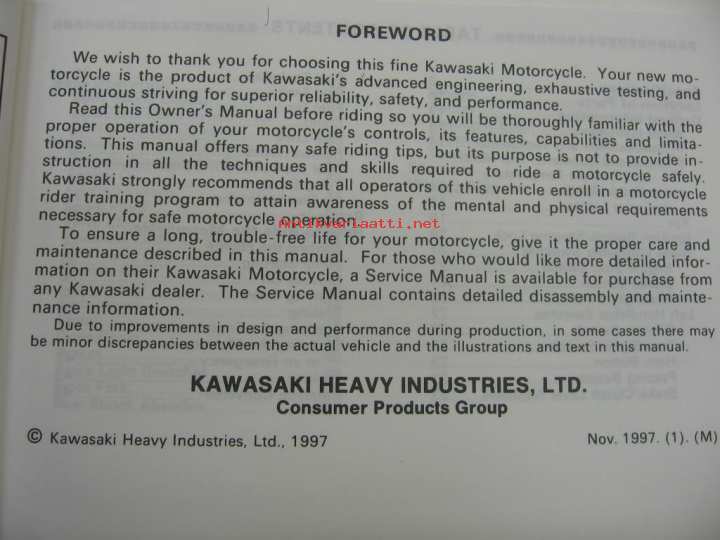 FOREWORD
We wish to thank you for choosing this fine Kawasaki Motorcycle. Your new mo-
torcycle is the product of Kawasaki's advanced engineering, exhaustive testing, and
continuous striving for superior reliability, safety, and performance.
Read this Owner's Manual before riding so you will be thoroughly familiar with the
proper operation of your motorcycle's controls, its features, capabilities and limita-
tions. This manual offers many safe riding tips, but its purpose is not to provide in-
struction in all the techniques and skills required to ride a motorcycle safely.
Kawasaki strongly recommends that all operators of this vehicle enroll in a motorcycle
rider training program to attain awareness of the mental and physical requirements
necessary for safe motorcycle operation.
Antikvariaatti.net
To ensure a long, trouble-free life for your motorcycle, give it the proper care and
maintenance described in this manual. For those who would like more detailed infor-
mation on their Kawasaki Motorcycle, a Service Manual is available for purchase from
any Kawasaki dealer. The Service Manual contains detailed disassembly and mainte-
nance information.
Due to improvements in design and performance during production, in some cases there may
be minor discrepancies between the actual vehicle and the illustrations and text in this manual.
KAWASAKI HEAVY INDUSTRIES, LTD.
Consumer Products Group
© Kawasaki Heavy Industries, Ltd., 1997
Nov. 1997. (1). (M)